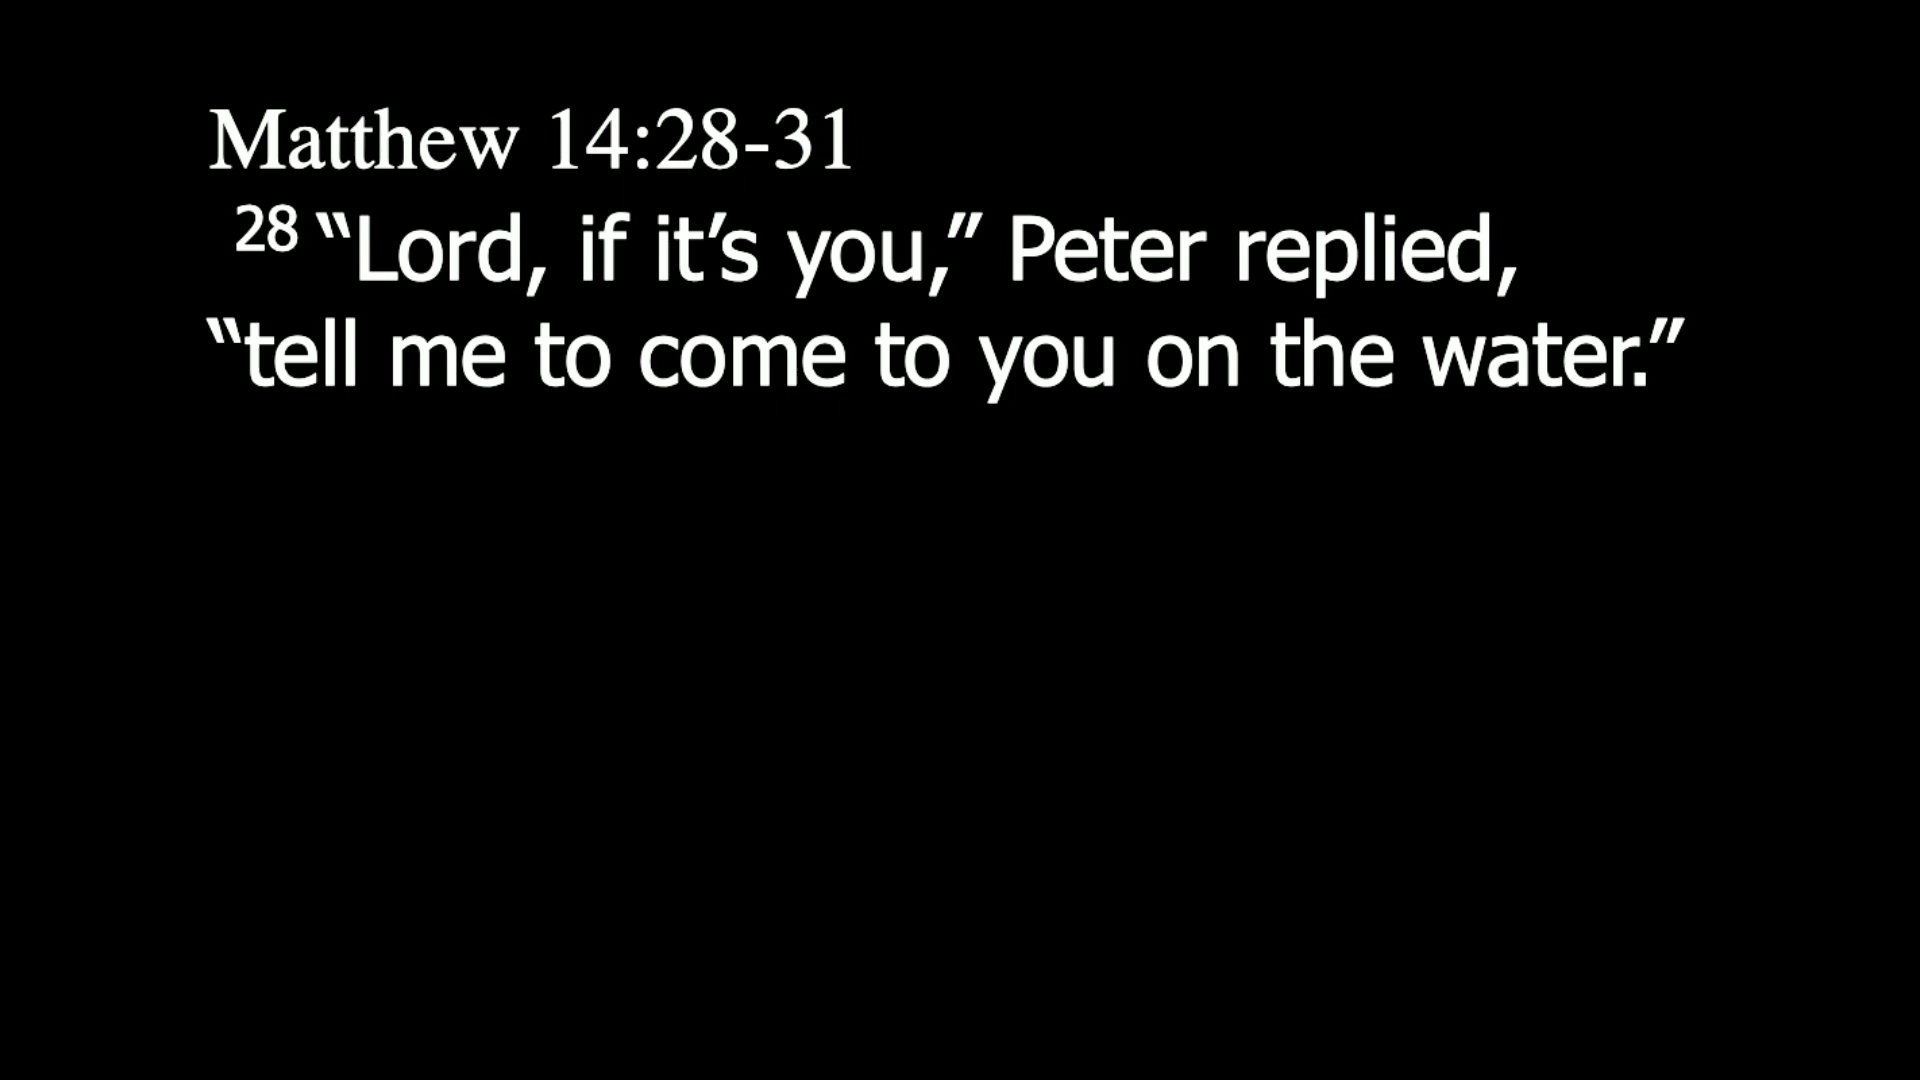 Matthew 14:28-31
28 “Lord, if it’s you,” Peter replied,
“tell me to come to you on the water.”